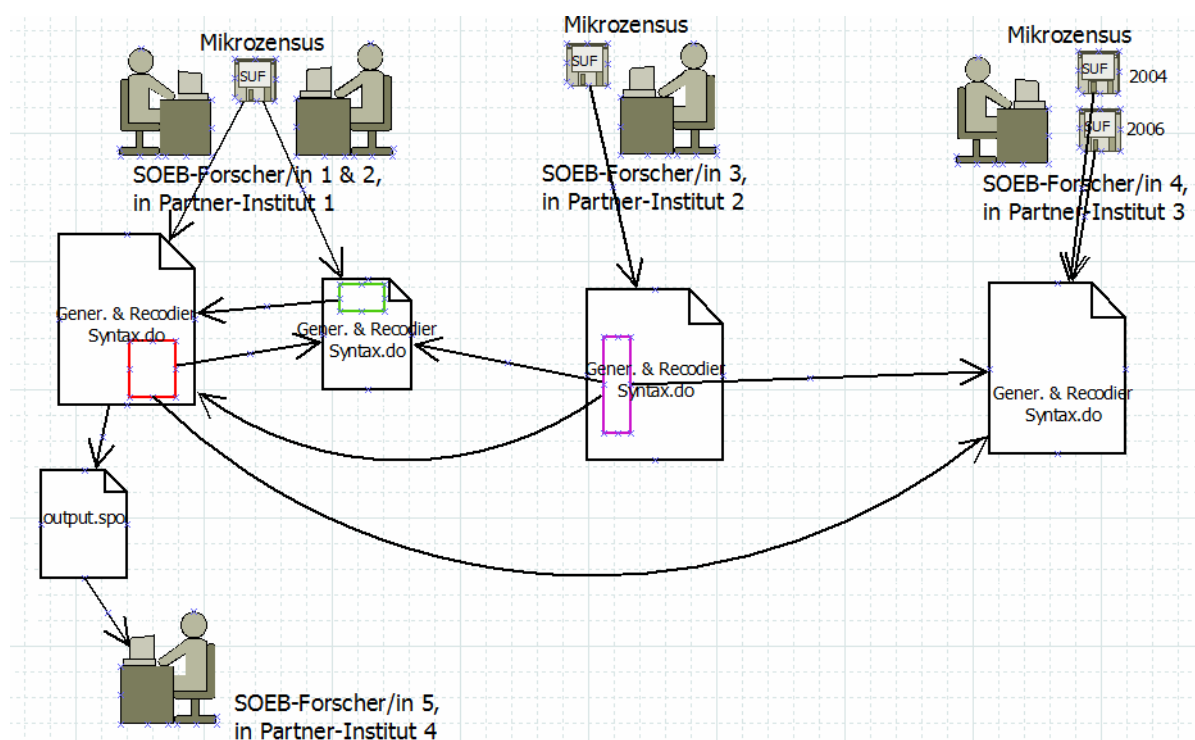 Mikrozensus
SUF
SOEB-Forscher/in 1 & 2,
in Partner-Institut 1
Mikrozensus
SUF
SOEB-Forscher/in 3,
in Partner-Institut 2
Mikrozensus
SUF
2004
SUF
2006
SOEB-Forscher/in 4,
in Partner-Institut 3
Gener. & Recodier
Syntax.do
Gener. & Recodier
Syntax.do
Gener. & Recodier
Syntax.do
Gener. & Recodier
Syntax.do
output.spo
SOEB-Forscher/in 5,
in Partner-Institut 4